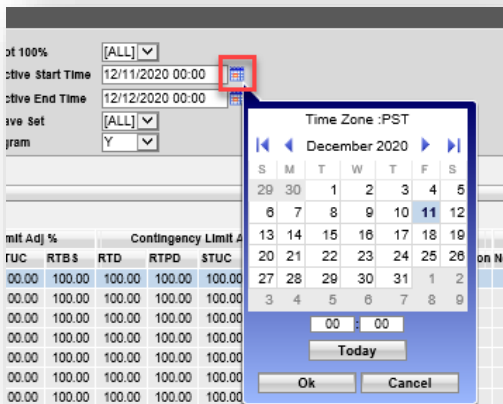 ot 100% [ALL]
ctive Start Time 12/11/2020 00:00
ctive End Time 12/12/2020 00:00
ave Set [ALL]
gram Y
Time Zone :PST
December 2020
S M T W T F S
29 30 1 2 3 4 5
6 7 8 9 10 11 12
13 14 15 16 17 18 19
20 21 22 23 24 25 26
27 28 29 30 31 1 2
3 4 5 6 7 8 9
00 : 00
Today
Ok Cancel
mit Adj % Contingency Limit A
TUC RTBS RTD RTPD STUC on N
00.00 100.00 100.00 100.00 100.00
00.00 100.00 100.00 100.00 100.00
00.00 100.00 100.00 100.00 100.00
00.00 100.00 100.00 100.00 100.00
00.00 100.00 100.00 100.00 100.00
00.00 100.00 100.00 100.00 100.00
00.00 100.00 100.00 100.00 100.00